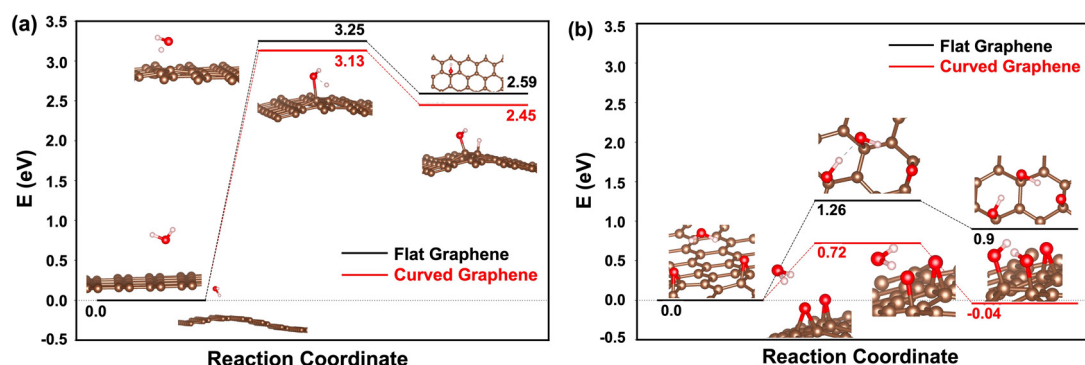 (a)
3.5
3.0
2.5
2.0
1.5
1.0
0.5
0.0
-0.5
E (eV)
3.25
3.13
2.59
2.45
0.0
Flat Graphene
Curved Graphene
Reaction Coordinate
(b)
3.5
3.0
2.5
2.0
1.5
1.0
0.5
0.0
-0.5
E (eV)
Flat Graphene
Curved Graphene
1.26
0.72
0.9
-0.04
0.0
Reaction Coordinate